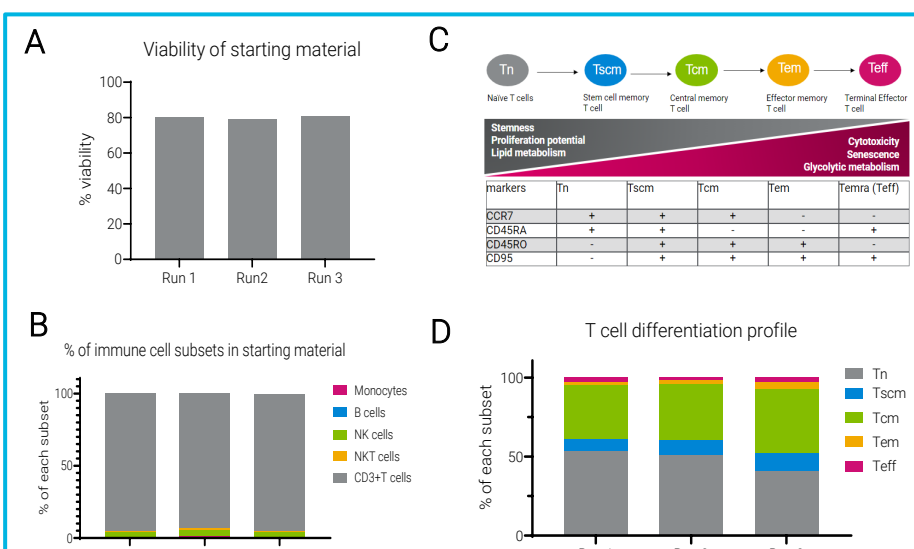 A
Viability of starting material
% viability
100
80
60
40
20
0
Run 1 Run2 Run 3
B
% of immune cell subsets in starting material
% of each subset
100
50
0
Monocytes
B cells
NK cells
NKT cells
CD3+T cells
C
Tn Tscm Tcm Tem Teff
Naïve T cells
Stem cell memory
T cell
Central memory
T cell
Effector memory
T cell
Terminal Effector
T cell
Stemness
Proliferation potential
Lipid metabolism
Cytotoxicity
Senescence
Glycolytic metabolism
markers Tn Tscm Tcm Tem Temra (Teff)
CCR7 + + + - -
CD45RA + + - - +
CD45RO - + + + -
CD95 - + + + +
D
T cell differentiation profile
% of each subset
100
50
0
Tn
Tscm
Tcm
Tem
Teff